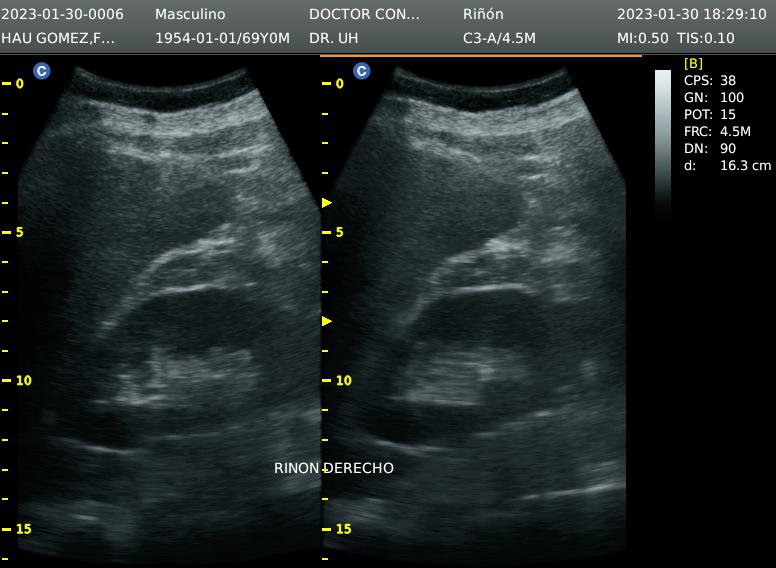 2023-01-30-0006 Masculino DOCTOR CON... Riñón 2023-01-30 18:29:10
HAU GOMEZ,F... 1954-01-01/69Y0M DR. UH C3-A/4.5M MI:0.50 TIS:0.10
C C [B]
0 0 CPS: 38
GN: 100
POT: 15
FRC: 4.5M
DN: 90
d: 16.3 cm
5 5
10 10
RINON DERECHO
15 15